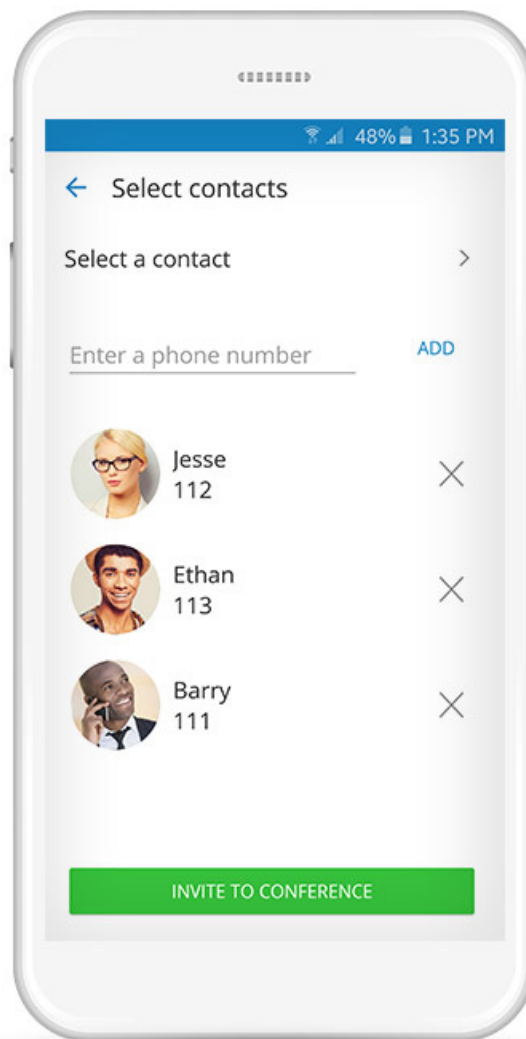 48% 1:35 PM
Select contacts
Select a contact
Enter a phone number
ADD
Jesse
112
Ethan
113
Barry
111
INVITE TO CONFERENCE